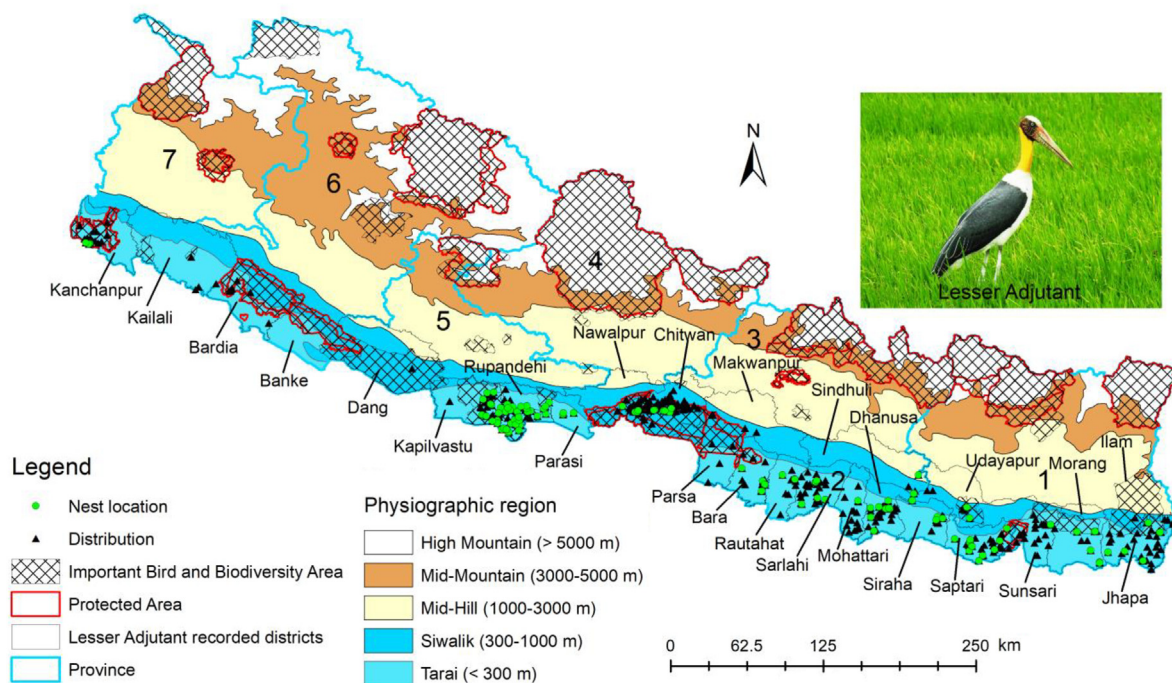 N
Lesser Adjutant
7
6
4
5
3
2
1
Kanchanpur
Kailali
Bardia
Banke
Dang
Kapilvastu
Rupandehi
Parasi
Nawalpur
Chitwan
Makwanpur
Sindhuli
Dhanusa
Udayapur
Morang
Ilam
Parsa
Bara
Rautahat
Sarlahi
Mohattari
Siraha
Saptari
Sunsari
Jhapa
Legend
Nest location
Distribution
Important Bird and Biodiversity Area
Protected Area
Lesser Adjutant recorded districts
Province
Physiographic region
High Mountain (> 5000 m)
Mid-Mountain (3000-5000 m)
Mid-Hill (1000-3000 m)
Siwalik (300-1000 m)
Tarai (< 300 m)
0 62.5 125 250 km